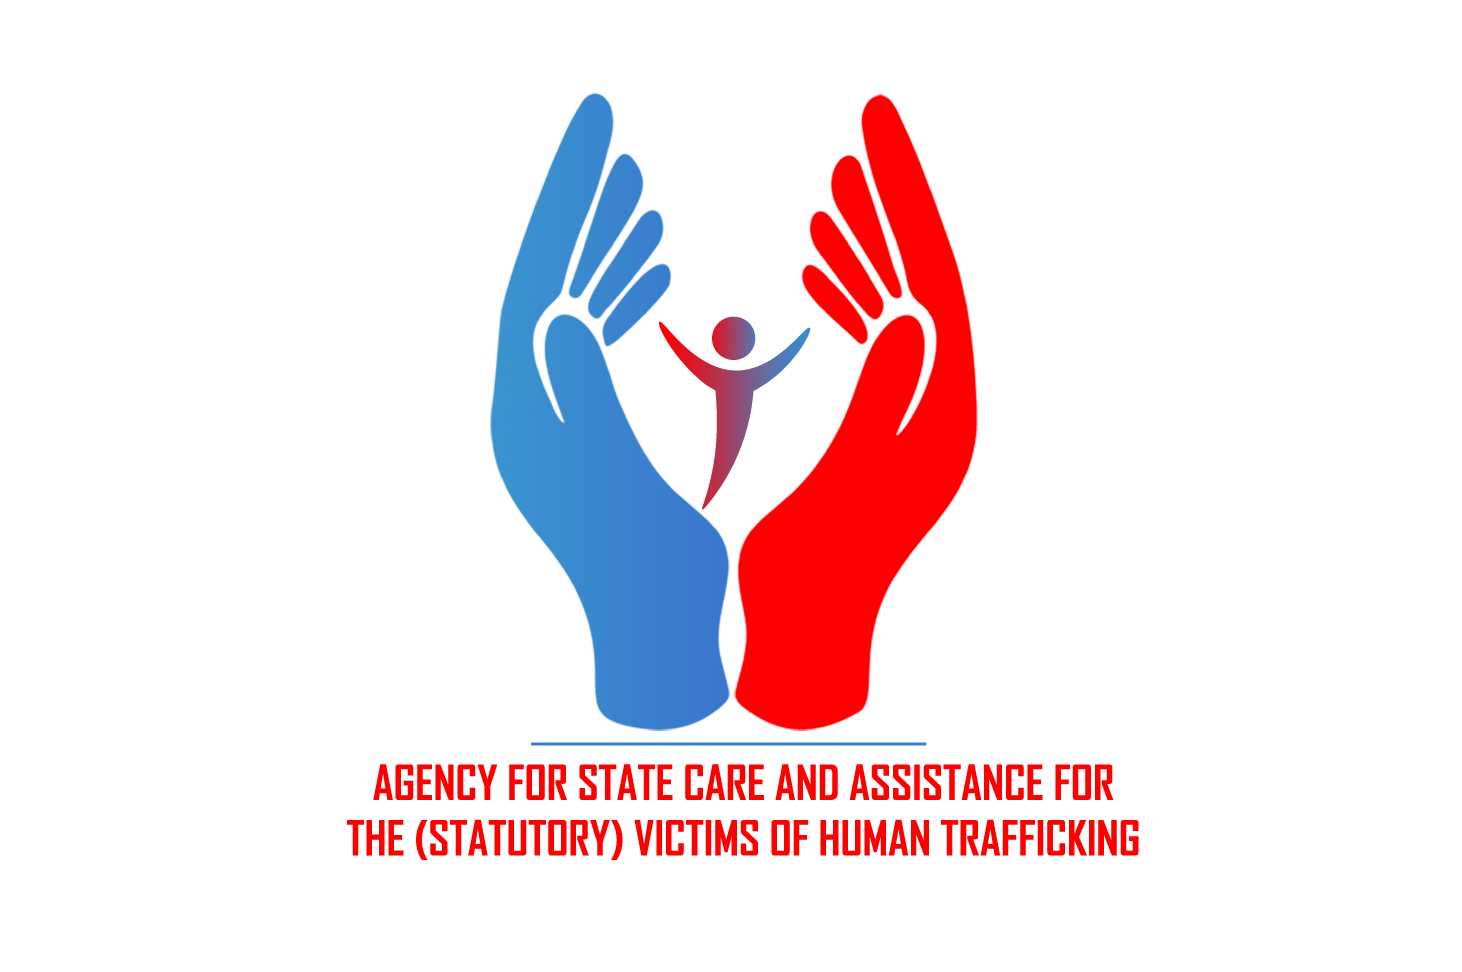 AGENCY FOR STATE CARE AND ASSISTANCE FOR
THE (STATUTORY) VICTIMS OF HUMAN TRAFFICKING